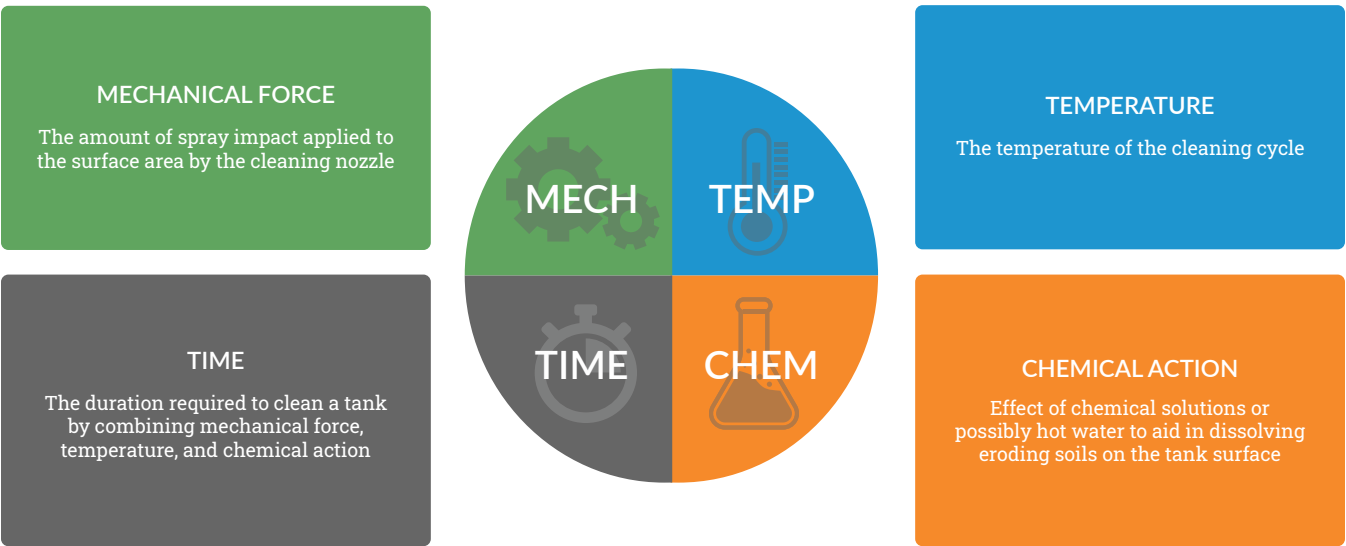 MECHANICAL FORCE
The amount of spray impact applied to
the surface area by the cleaning nozzle
MECH
TEMP
TEMPERATURE
The temperature of the cleaning cycle
TIME
The duration required to clean a tank
by combining mechanical force,
temperature, and chemical action
TIME
CHEM
CHEMICAL ACTION
Effect of chemical solutions or
possibly hot water to aid in dissolving
eroding soils on the tank surface